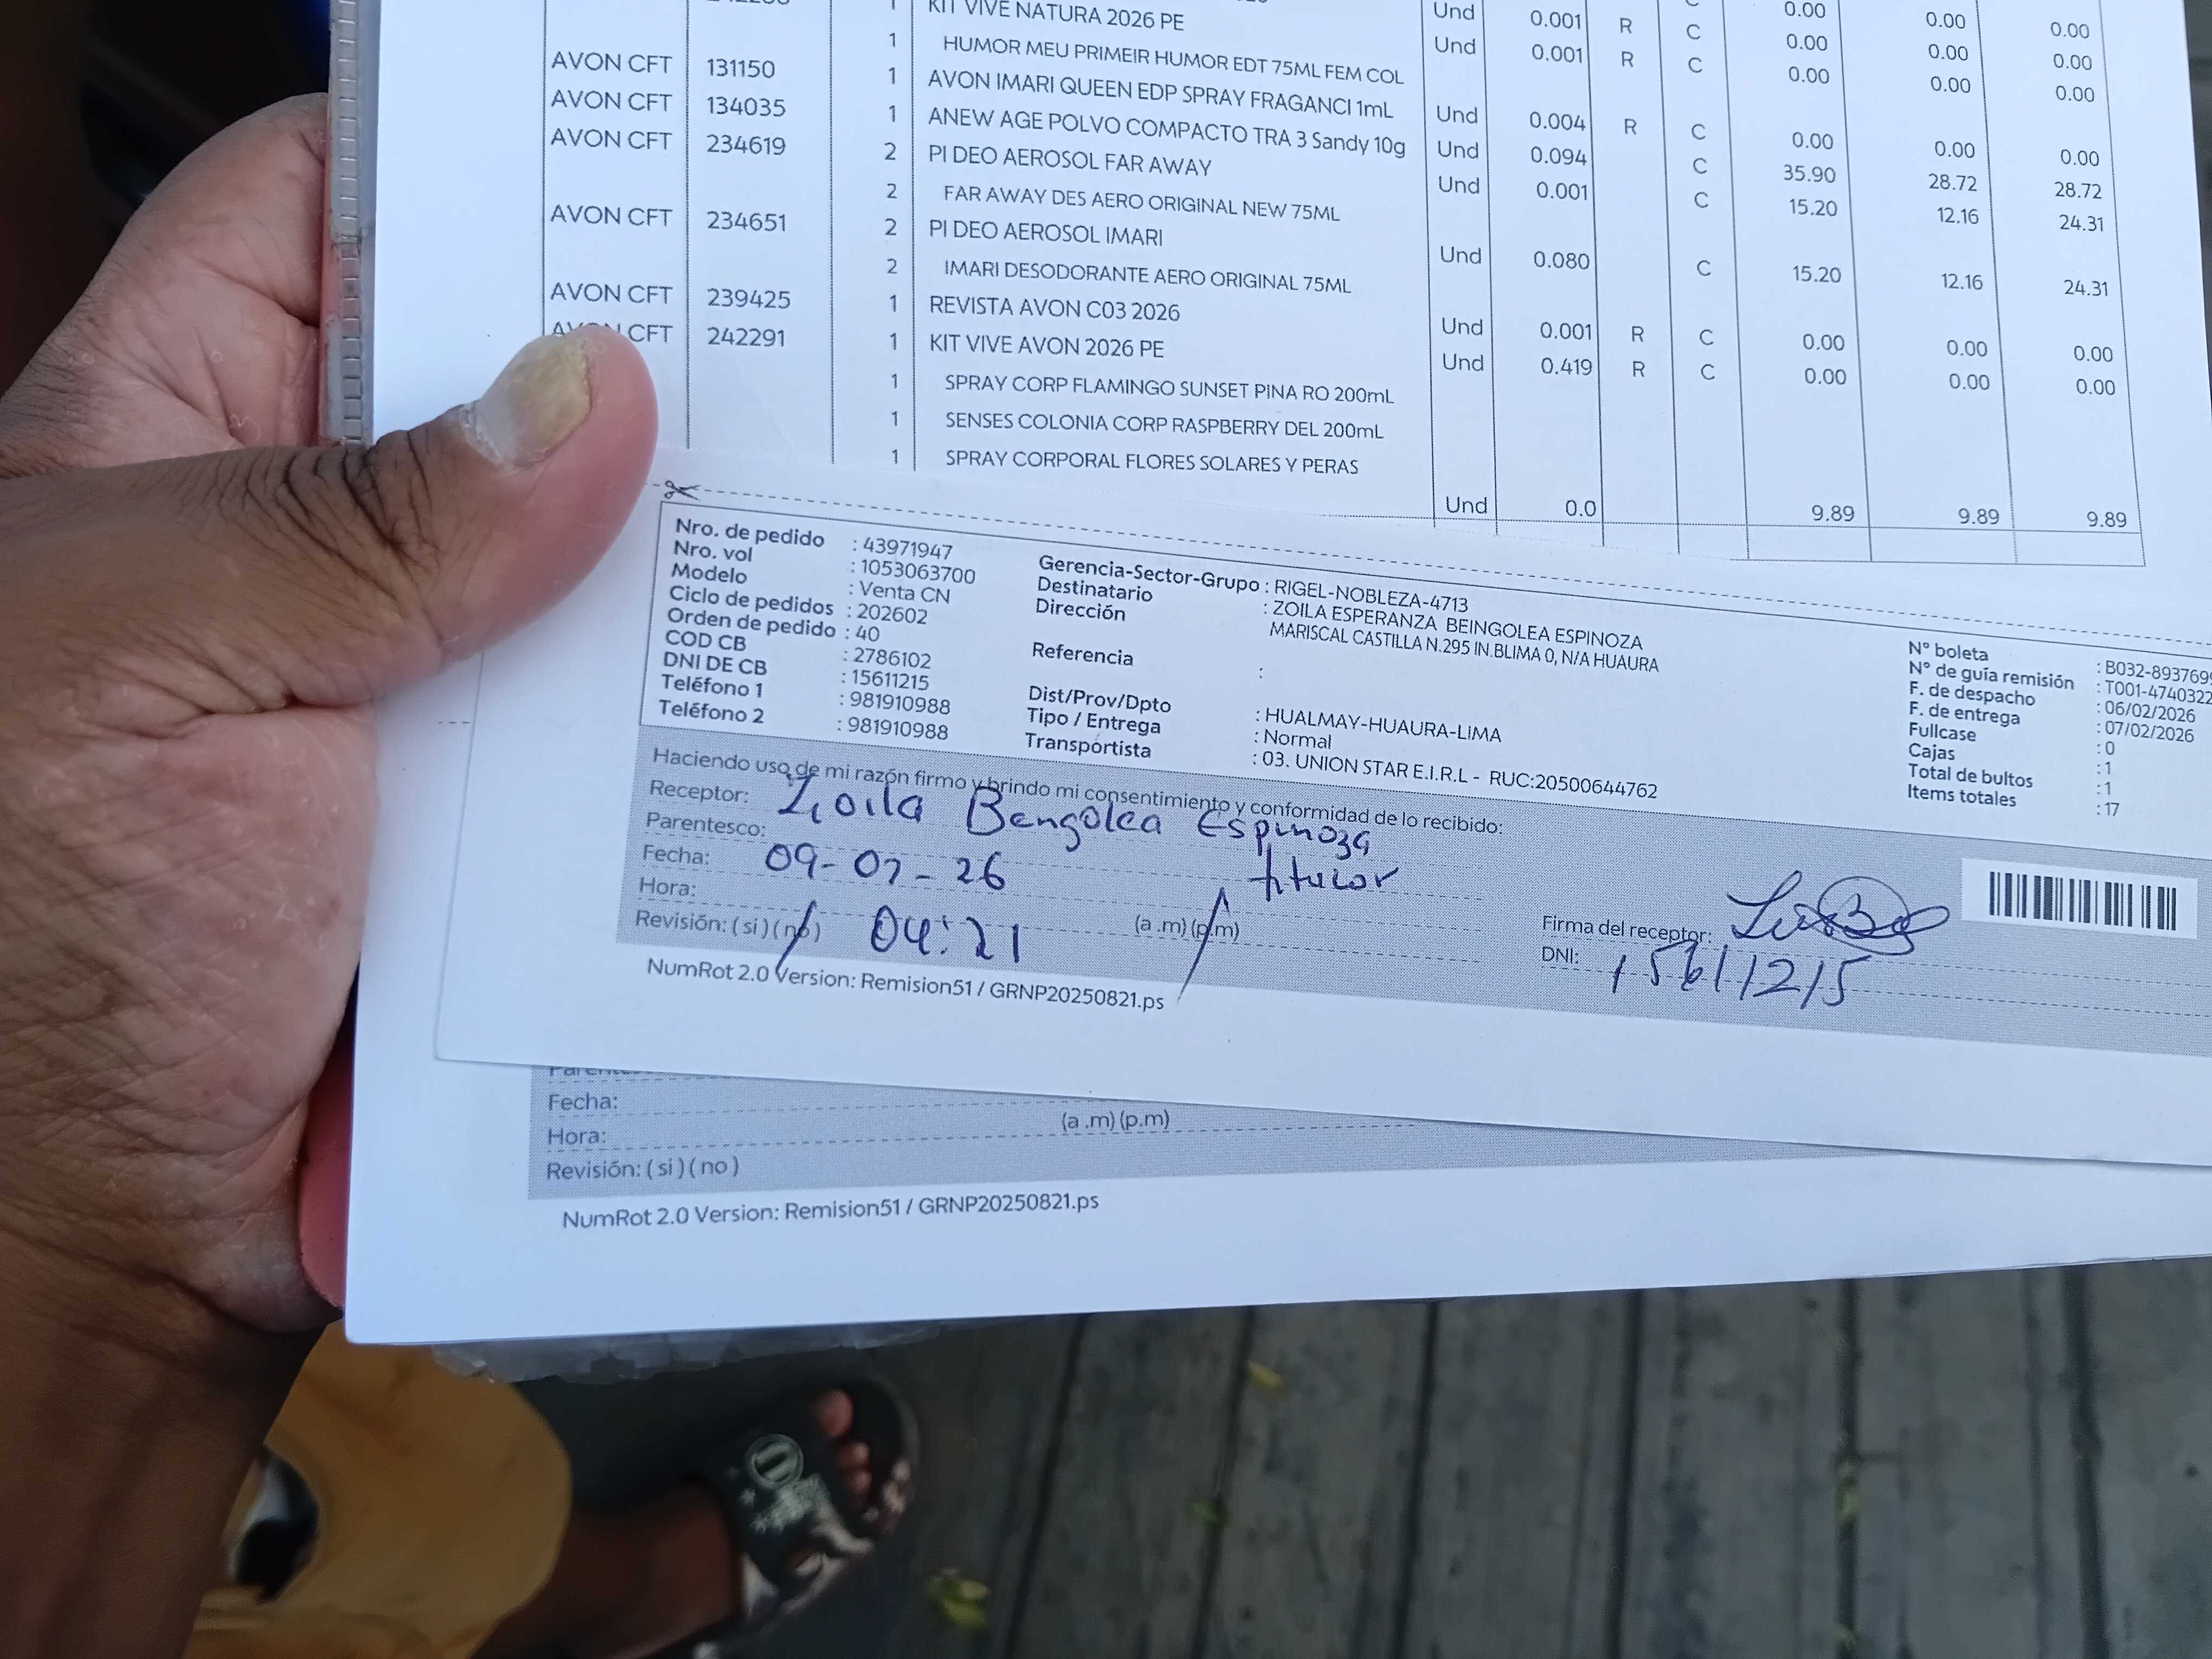 1 KIT VIVE NATURA 2026 PE Und 0.001 R C 0.00 0.00 0.00
1 HUMOR MEU PRIMEIR HUMOR EDT 75ML FEM COL Und 0.001 R C 0.00 0.00 0.00
AVON CFT 131150 1 AVON IMARI QUEEN EDP SPRAY FRAGANCI 1mL Und 0.004 R C 0.00 0.00 0.00
AVON CFT 134035 1 ANEW AGE POLVO COMPACTO TRA 3 Sandy 10g Und 0.094 C 35.90 28.72 28.72
AVON CFT 234619 2 PI DEO AEROSOL FAR AWAY Und 0.001 C 15.20 12.16 24.31
2 FAR AWAY DES AERO ORIGINAL NEW 75ML
AVON CFT 234651 2 PI DEO AEROSOL IMARI Und 0.080 C 15.20 12.16 24.31
2 IMARI DESODORANTE AERO ORIGINAL 75ML
AVON CFT 239425 1 REVISTA AVON C03 2026 Und 0.001 R C 0.00 0.00 0.00
AVON CFT 242291 1 KIT VIVE AVON 2026 PE Und 0.419 R C 0.00 0.00 0.00
1 SPRAY CORP FLAMINGO SUNSET PINA RO 200mL
1 SENSES COLONIA CORP RASPBERRY DEL 200mL
1 SPRAY CORPORAL FLORES SOLARES Y PERAS
Und 0.0 9.89 9.89 9.89
Nro. de pedido : 43971947
Nro. vol : 1053063700
Modelo : Venta CN
Ciclo de pedidos : 202602
Orden de pedido : 40
COD CB : 2786102
DNI DE CB : 15611215
Teléfono 1 : 981910988
Teléfono 2 : 981910988
Gerencia-Sector-Grupo : RIGEL-NOBLEZA-4713
Destinatario : ZOILA ESPERANZA BEINGOLEA ESPINOZA
Dirección MARISCAL CASTILLA N.295 IN.BLIMA 0, N/A HUAURA
Referencia :
Dist/Prov/Dpto : HUALMAY-HUAURA-LIMA
Tipo / Entrega : Normal
Transportista : 03. UNION STAR E.I.R.L - RUC:20500644762
N° boleta : B032-893769
N° de guía remisión : T001-4740322
F. de despacho : 06/02/2026
F. de entrega : 07/02/2026
Fullcase : 0
Cajas : 1
Total de bultos : 1
Items totales : 17
Haciendo uso de mi razón firmo y brindo mi consentimiento y conformidad de lo recibido:
Receptor: Zoila Bengolea Espinoza
Parentesco: titular
Fecha: 09-02-26
Hora: 04:21 (a .m) (p.m)
Revisión: ( si ) ( no )
Firma del receptor:
DNI: 15611215
NumRot 2.0 Version: Remision51 / GRNP20250821.ps
Fecha:
Hora: (a .m) (p.m)
Revisión: ( si ) ( no )
NumRot 2.0 Version: Remision51 / GRNP20250821.ps